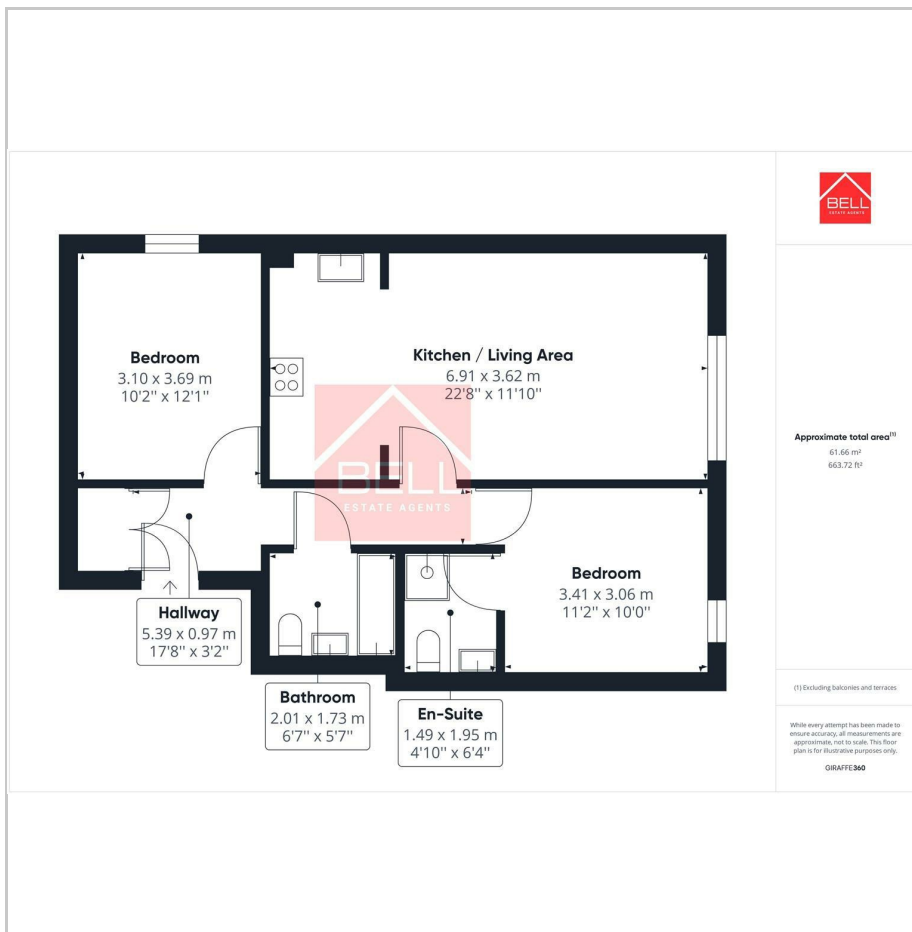 Bedroom
3.10 x 3.69 m
10'2" x 12'1"
Kitchen / Living Area
6.91 x 3.62 m
22'8" x 11'10"
BELL
ESTATE AGENTS
Bedroom
3.41 x 3.06 m
11'2" x 10'0"
Hallway
5.39 x 0.97 m
17'8" x 3'2"
Bathroom
2.01 x 1.73 m
6'7" x 5'7"
En-Suite
1.49 x 1.95 m
4'10" x 6'4"
BELL
ESTATE AGENTS
Approximate total area(1)
61.66 m²
663.72 ft²
(1) Excluding balconies and terraces
While every attempt has been made to
ensure accuracy, all measurements are
approximate, not to scale. This floor
plan is for illustrative purposes only.
GIRAFFE360